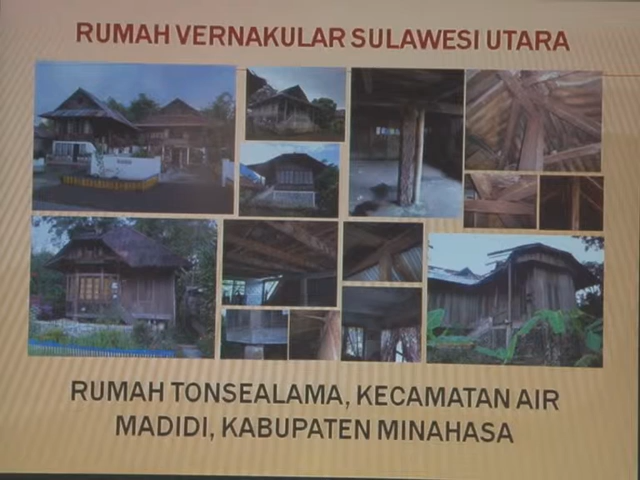 RUMAH VERNAKULAR SULAWESI UTARA
RUMAH TONSEALAMA, KECAMATAN AIR
MADIDI, KABUPATEN MINAHASA